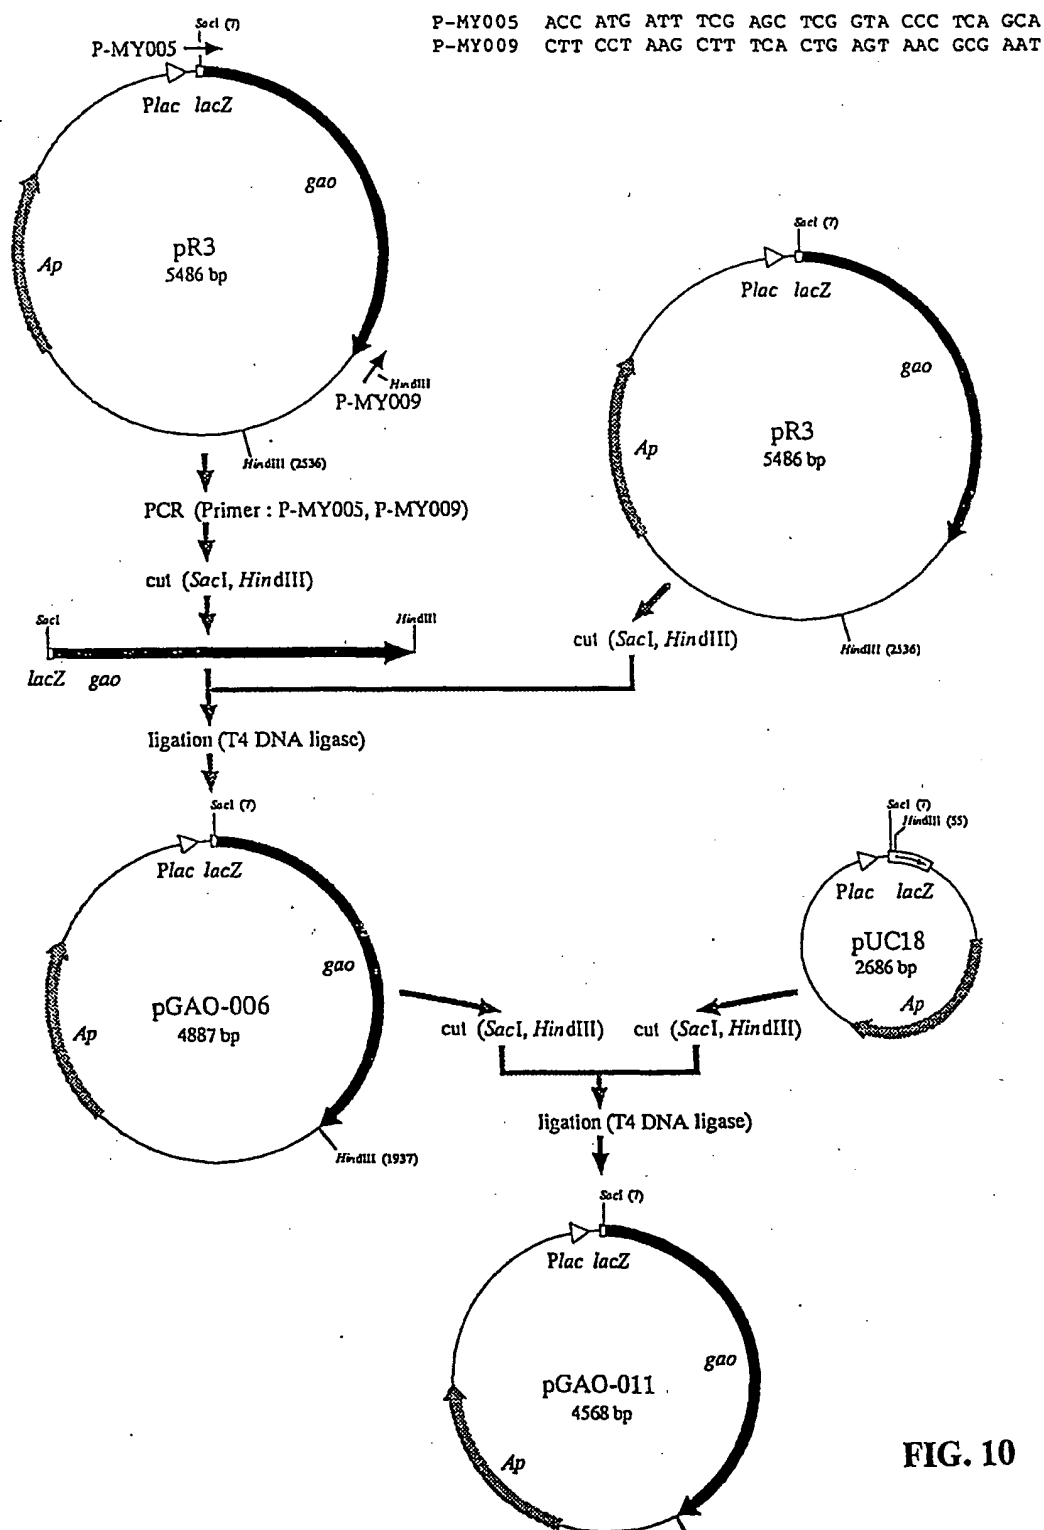 P-MY005 ACC ATG ATT TCG AGC TCG GTA CCC TCA GCA
P-MY009 CTT CCT AAG CTT TCA CTG AGT AAC GCG AAT
SacI (7)
P-MY005
Plac lacZ
gao
Ap
pR3
5486 bp
HindIII
P-MY009
HindIII (2536)
SacI (7)
Plac lacZ
gao
Ap
pR3
5486 bp
HindIII (2536)
PCR (Primer : P-MY005, P-MY009)
cut (SacI, HindIII)
SacI
HindIII
lacZ gao
cut (SacI, HindIII)
ligation (T4 DNA ligase)
SacI (7)
Plac lacZ
gao
pGAO-006
4887 bp
Ap
HindIII (1937)
SacI (7)
HindIII (55)
Plac lacZ
pUC18
2686 bp
Ap
cut (SacI, HindIII) cut (SacI, HindIII)
ligation (T4 DNA ligase)
SacI (7)
Plac lacZ
gao
pGAO-011
4568 bp
Ap
FIG. 10